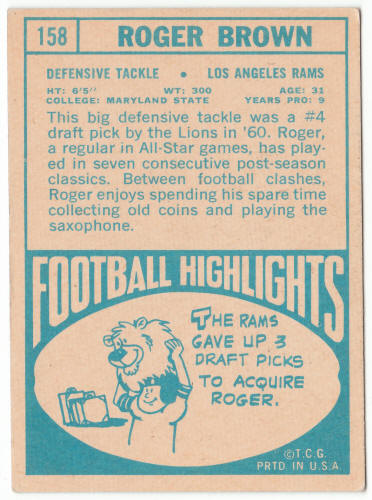 158 ROGER BROWN
DEFENSIVE TACKLE • LOS ANGELES RAMS
HT: 6'5" WT: 300 AGE: 31
COLLEGE: MARYLAND STATE YEARS PRO: 9
This big defensive tackle was a #4
draft pick by the Lions in '60. Roger,
a regular in All-Star games, has play-
ed in seven consecutive post-season
classics. Between football clashes,
Roger enjoys spending his spare time
collecting old coins and playing the
saxophone.
FOOTBALL HIGHLIGHTS
THE RAMS
GAVE UP 3
DRAFT PICKS
TO ACQUIRE
ROGER.
©T.C.G.
PRTD IN U.S.A